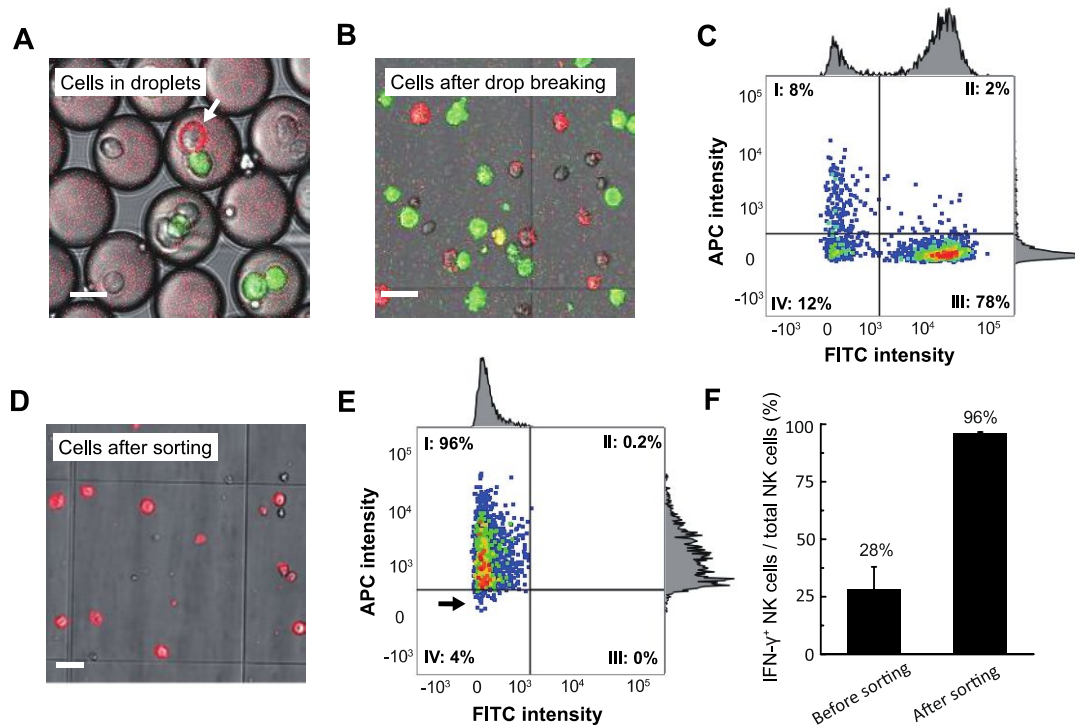 A
Cells in droplets
B
Cells after drop breaking
C
I: 8%
II: 2%
IV: 12%
III: 78%
10⁵
10⁴
10³
0
-10³
APC intensity
-10³
0
10³
10⁴
10⁵
FITC intensity
D
Cells after sorting
E
I: 96%
II: 0.2%
IV: 4%
III: 0%
10⁵
10⁴
10³
0
-10³
APC intensity
-10³
0
10³
10⁴
10⁵
FITC intensity
F
IFN-γ⁺ NK cells / total NK cells (%)
100
75
50
25
0
28%
96%
Before sorting
After sorting